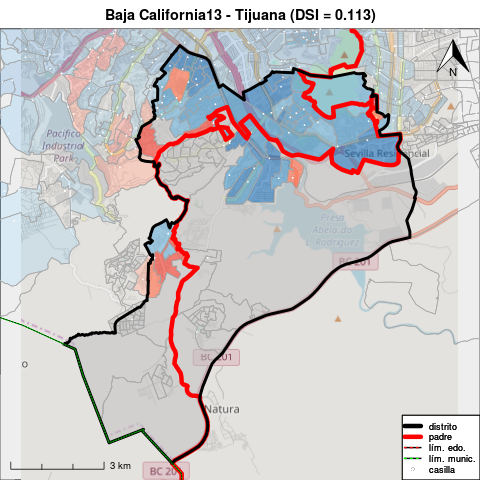 Baja California13 - Tijuana (DSI = 0.113)
N
Pacífico
Industrial
Park
Sevilla Residencial
Presa
Abelardo
L. Rodríguez
BC 201
BC 201
Natura
BC 201
3 km
distrito
padre
lím. edo.
lím. munic.
casilla